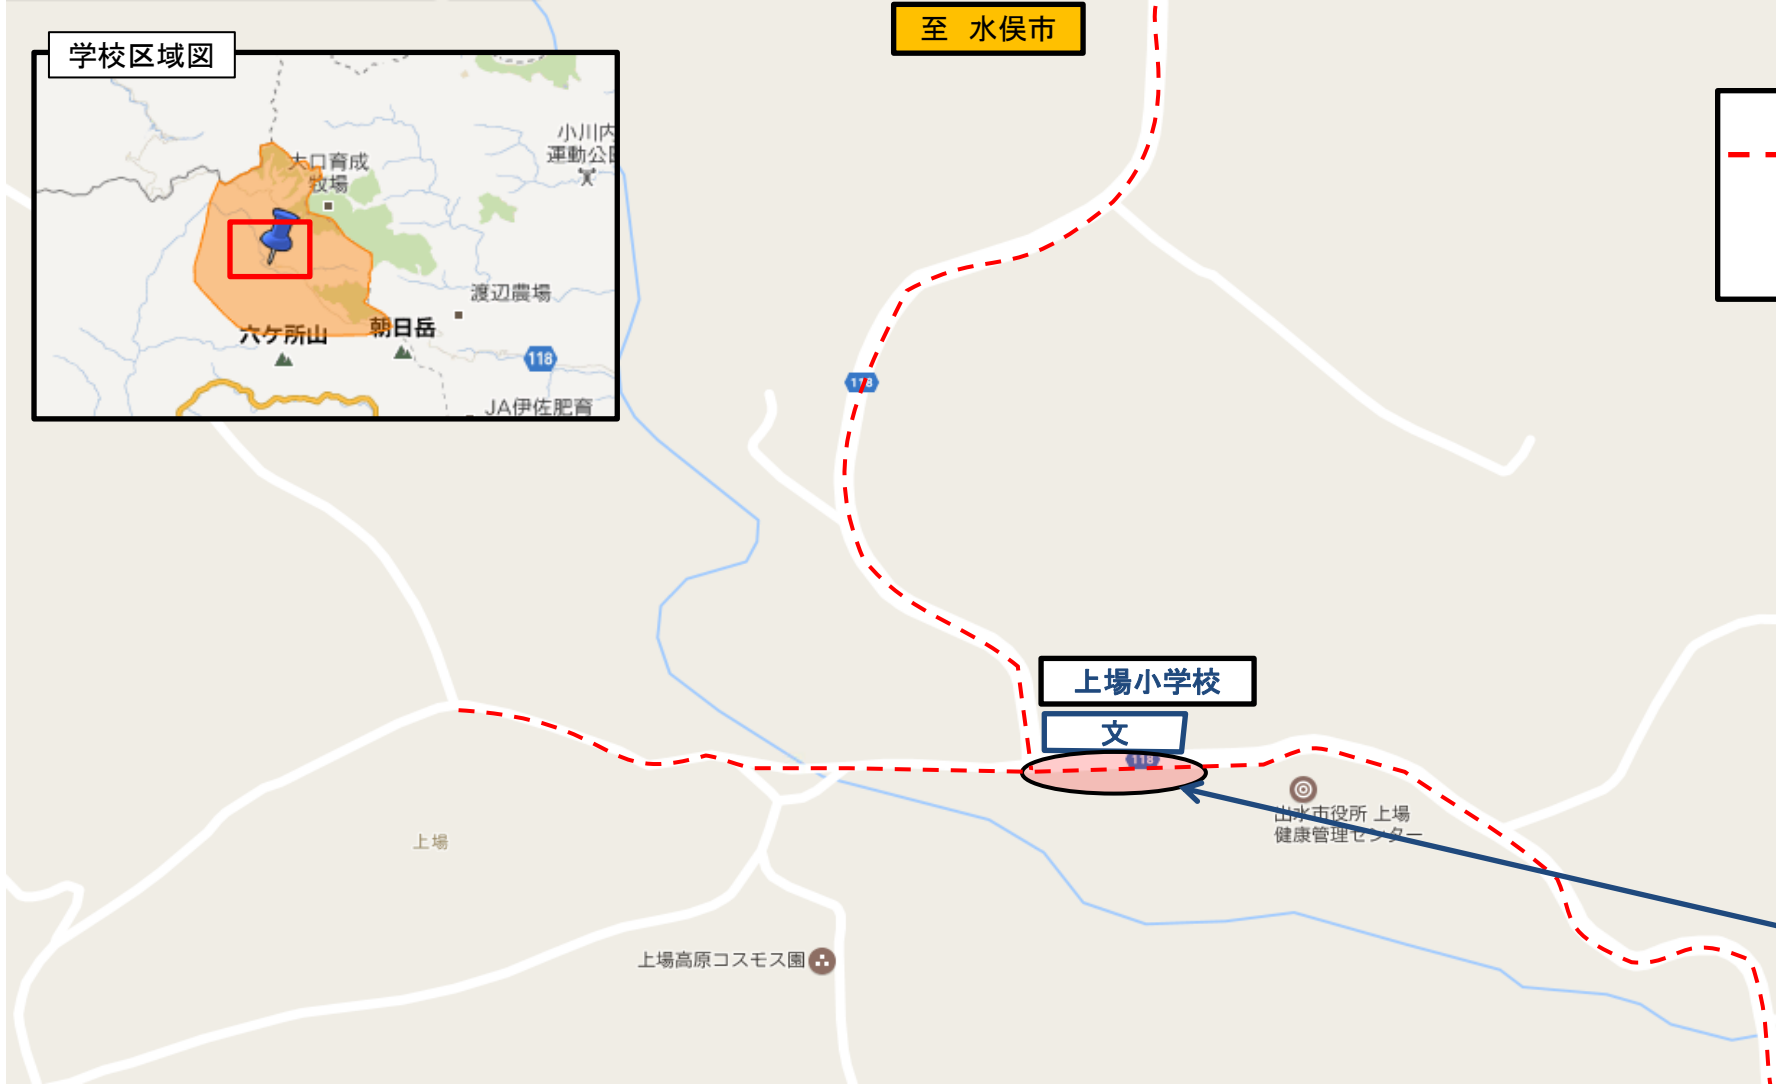 至 水俣市
学校区域図
小川内
運動公園
大口育成
牧場
渡辺農場
六ケ所山
朝日岳
118
JA伊佐肥育
118
上場小学校
文
118
出水市役所 上場
健康管理センター
上場
上場高原コスモス園